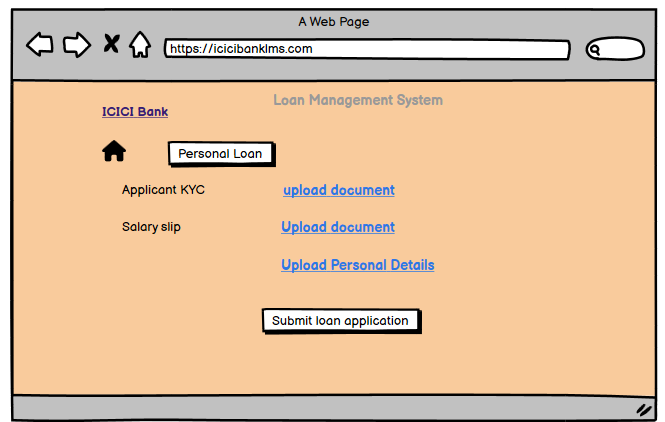 A Web Page
https://icicibanklms.com
Loan Management System
ICICI Bank
Personal Loan
Applicant KYC upload document
Salary slip Upload document
Upload Personal Details
Submit loan application